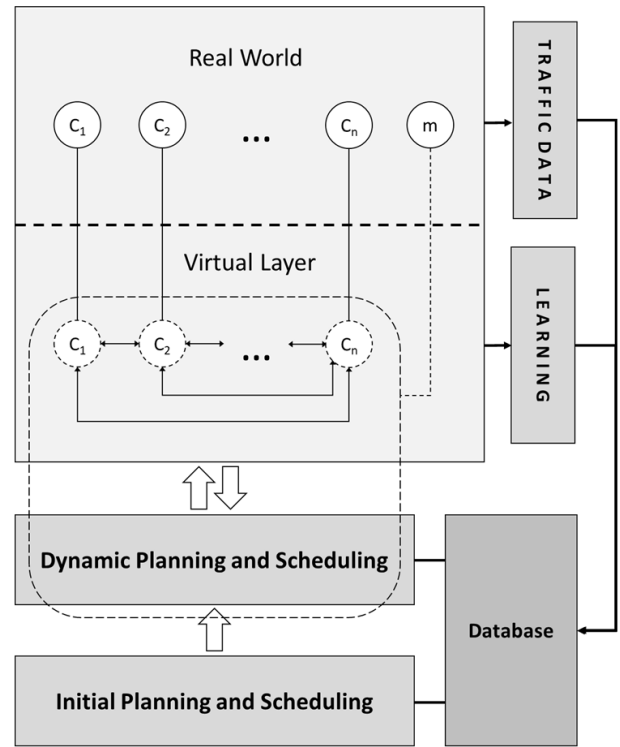 Real World
C1 C2 ... Cn m
TRAFFIC DATA
Virtual Layer
C1 C2 ... Cn
LEARNING
Dynamic Planning and Scheduling
Database
Initial Planning and Scheduling